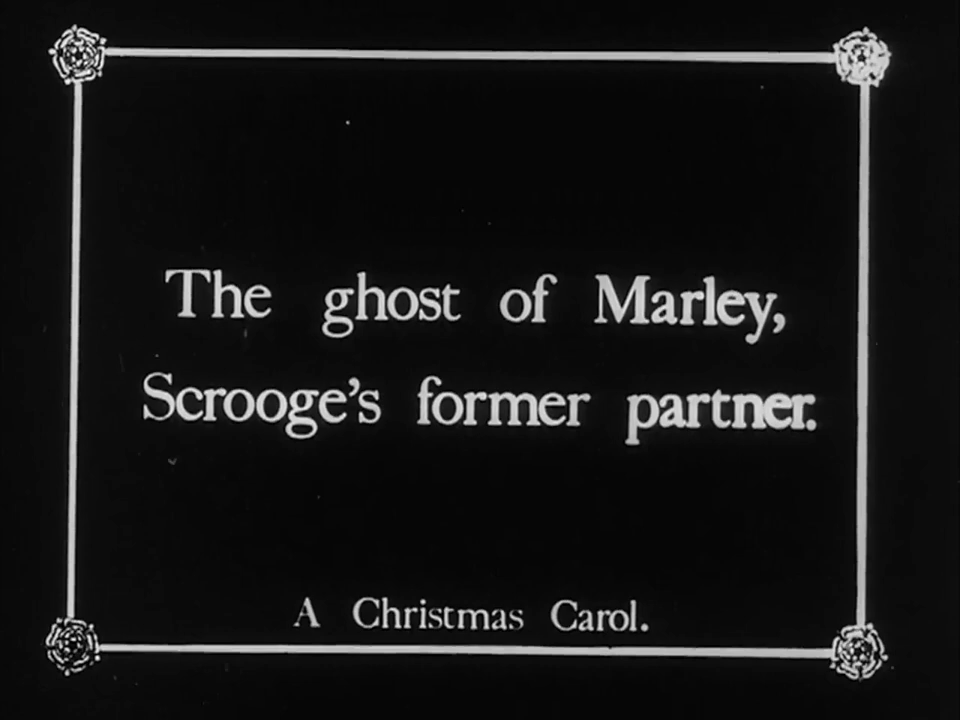 The ghost of Marley,
Scrooge's former partner.
A Christmas Carol.